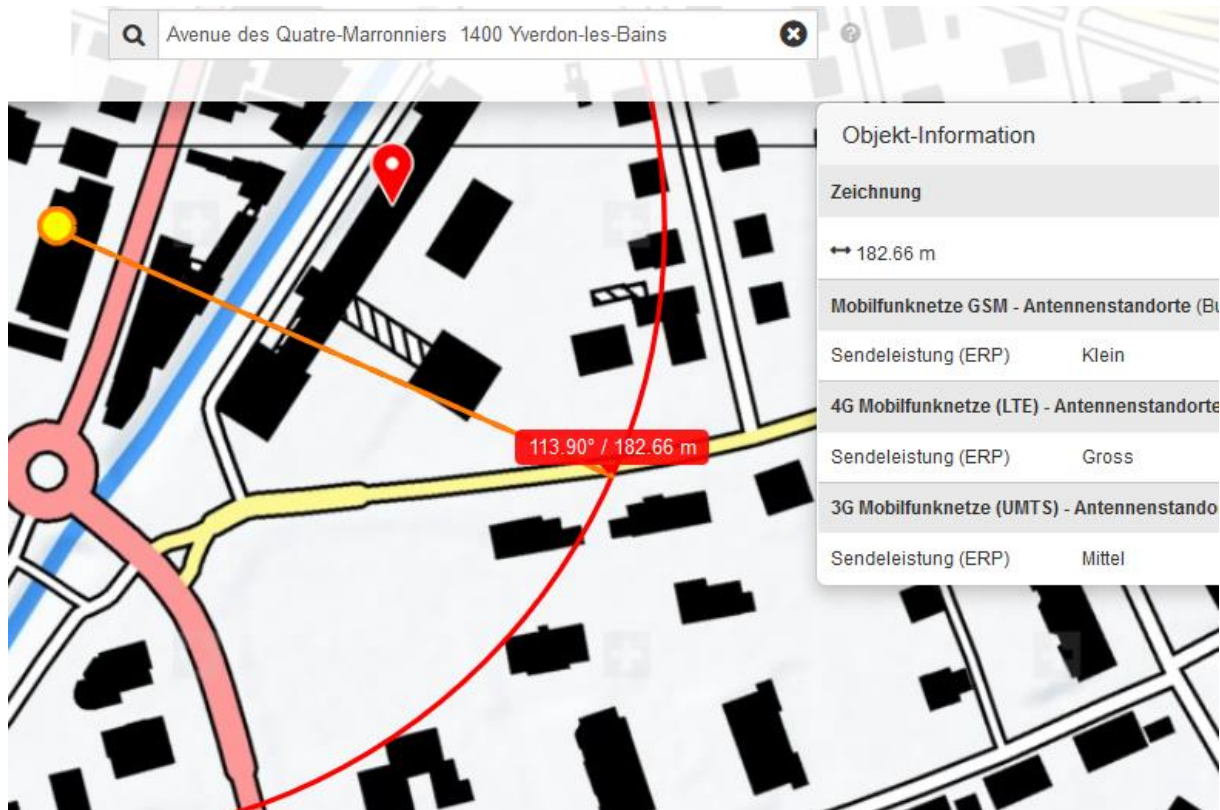 Avenue des Quatre-Marronniers 1400 Yverdon-les-Bains
?
Objekt-Information
Zeichnung
182.66 m
Mobilfunknetze GSM - Antennenstandorte (Bu
Sendeleistung (ERP) Klein
4G Mobilfunknetze (LTE) - Antennenstandorte
Sendeleistung (ERP) Gross
3G Mobilfunknetze (UMTS) - Antennenstando
Sendeleistung (ERP) Mittel
113.90° / 182.66 m